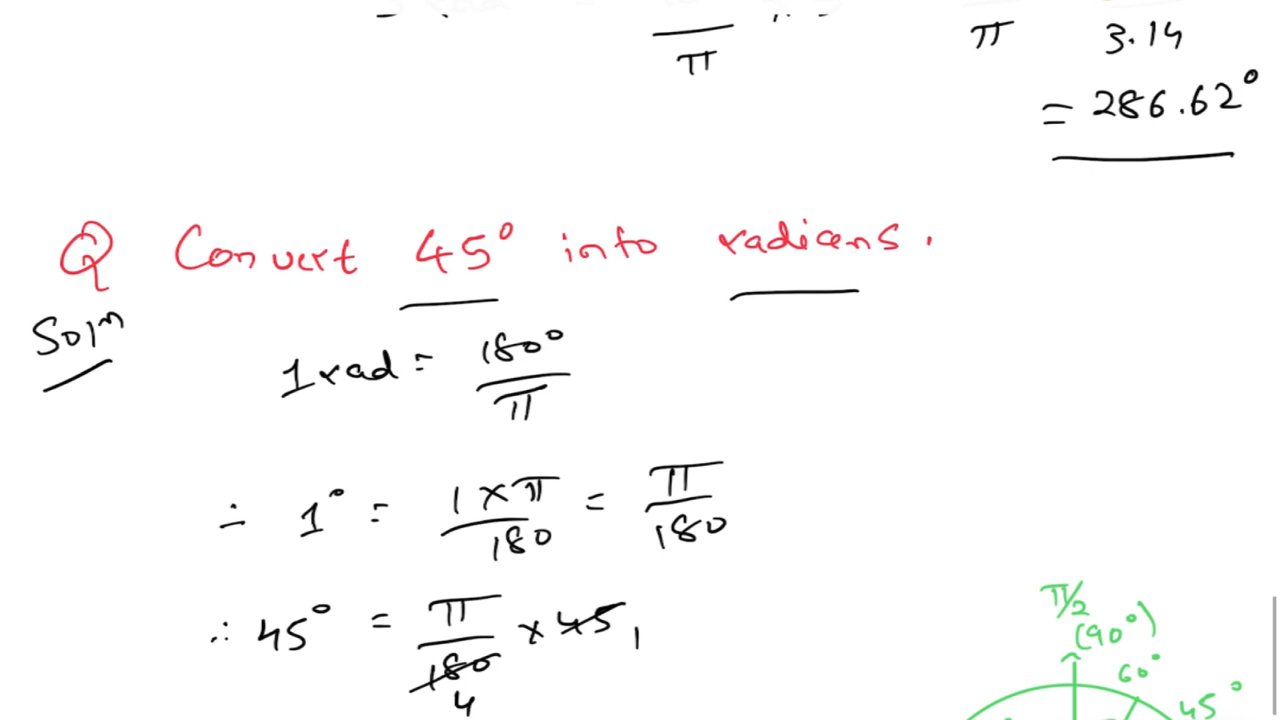 π π 3.14
= 286.62°
Q Convert 45° into radians.
Soln
1 rad = 180°/π
∴ 1° = 1×π/180 = π/180
∴ 45° = π/180 × 45 1
4
π/2
(90°)
60°
45°